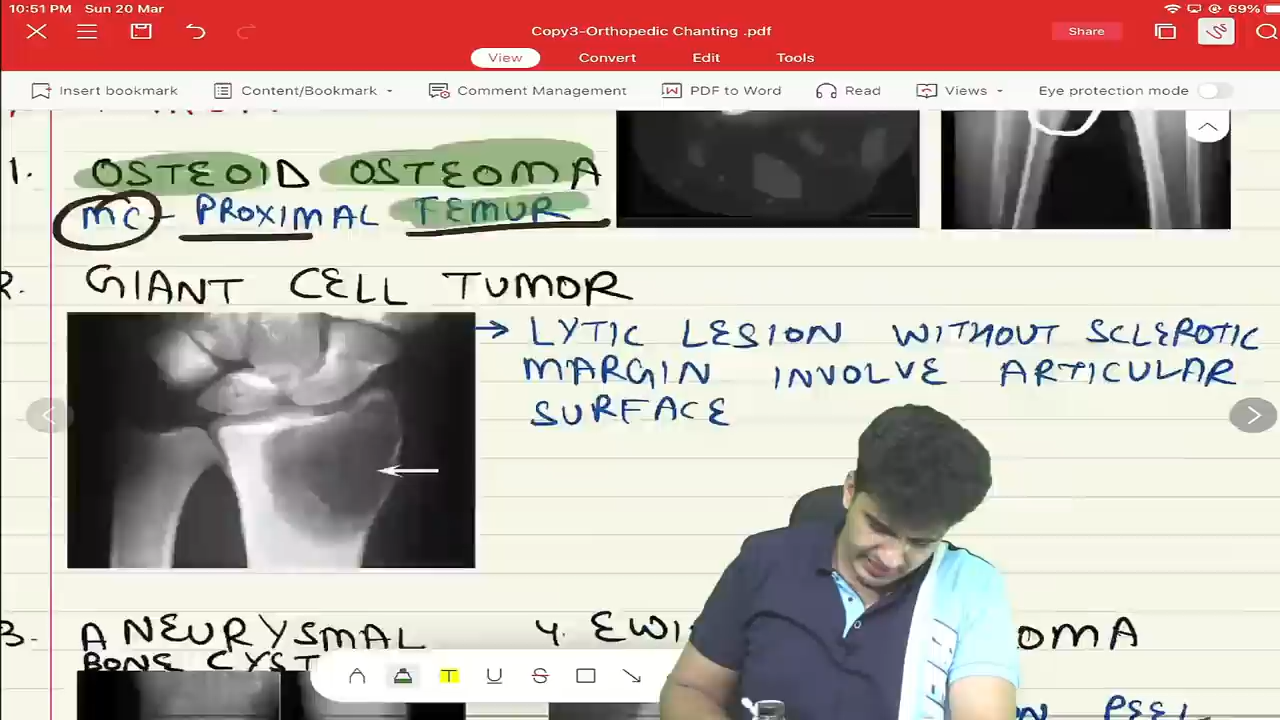 10:51 PM Sun 20 Mar 69%
Copy3-Orthopedic Chanting .pdf
Share
View Convert Edit Tools
Insert bookmark Content/Bookmark Comment Management PDF to Word Read Views Eye protection mode
1. OSTEOID OSTEOMA
MC - PROXIMAL FEMUR
2. GIANT CELL TUMOR
→ LYTIC LESION WITHOUT SCLEROTIC
MARGIN INVOLVE ARTICULAR
SURFACE
3. ANEURYSMAL
BONE CYST
4. EWI
OMA
PEEL
A T U S